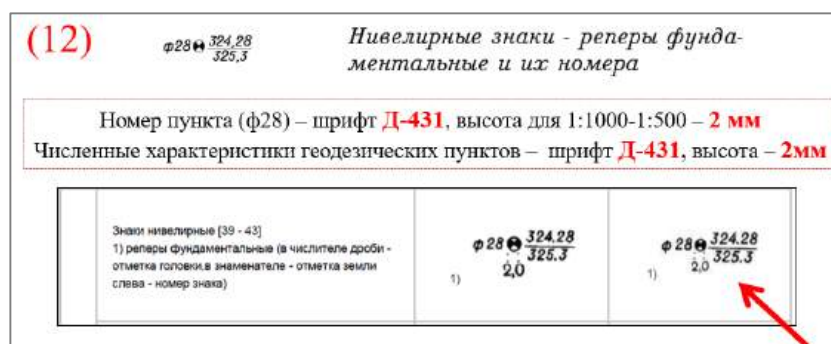 (12)
ф28 324,28
325,3
Нивелирные знаки - реперы фунда-
ментальные и их номера
Номер пункта (ф28) – шрифт Д-431, высота для 1:1000-1:500 – 2 мм
Численные характеристики геодезических пунктов – шрифт Д-431, высота – 2мм
Знаки нивелирные [39 - 43]
1) реперы фундаментальные (в числителе дроби -
отметка головки,в знаменателе - отметка земли
слева - номер знака)
ф28 324.28
325.3
2,0
1)
ф28 324.28
325.3
2,0
1)